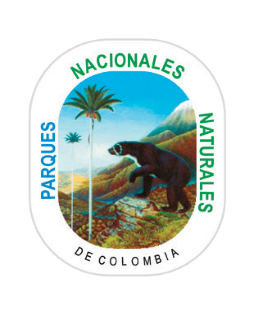 PARQUES
NACIONALES
NATURALES
DE COLOMBIA